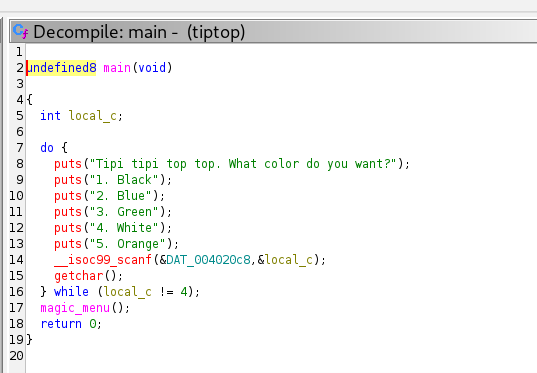 Decompile: main - (tiptop)
1
2 undefined8 main(void)
3
4 {
5   int local_c;
6
7   do {
8     puts("Tipi tipi top top. What color do you want?");
9     puts("1. Black");
10     puts("2. Blue");
11     puts("3. Green");
12     puts("4. White");
13     puts("5. Orange");
14     __isoc99_scanf(&DAT_004020c8,&local_c);
15     getchar();
16   } while (local_c != 4);
17   magic_menu();
18   return 0;
19 }
20